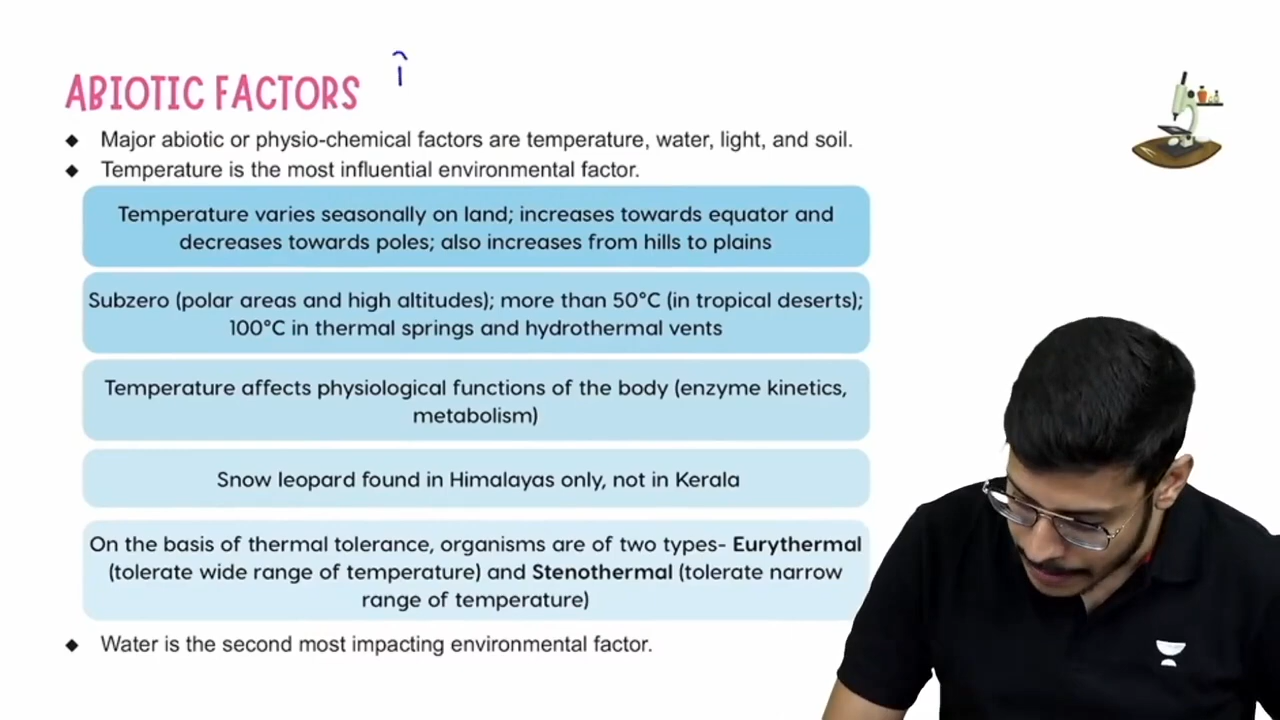 ABIOTIC FACTORS
◆ Major abiotic or physio-chemical factors are temperature, water, light, and soil.
◆ Temperature is the most influential environmental factor.
Temperature varies seasonally on land; increases towards equator and
decreases towards poles; also increases from hills to plains
Subzero (polar areas and high altitudes); more than 50°C (in tropical deserts);
100°C in thermal springs and hydrothermal vents
Temperature affects physiological functions of the body (enzyme kinetics,
metabolism)
Snow leopard found in Himalayas only, not in Kerala
On the basis of thermal tolerance, organisms are of two types- Eurythermal
(tolerate wide range of temperature) and Stenothermal (tolerate narrow
range of temperature)
◆ Water is the second most impacting environmental factor.